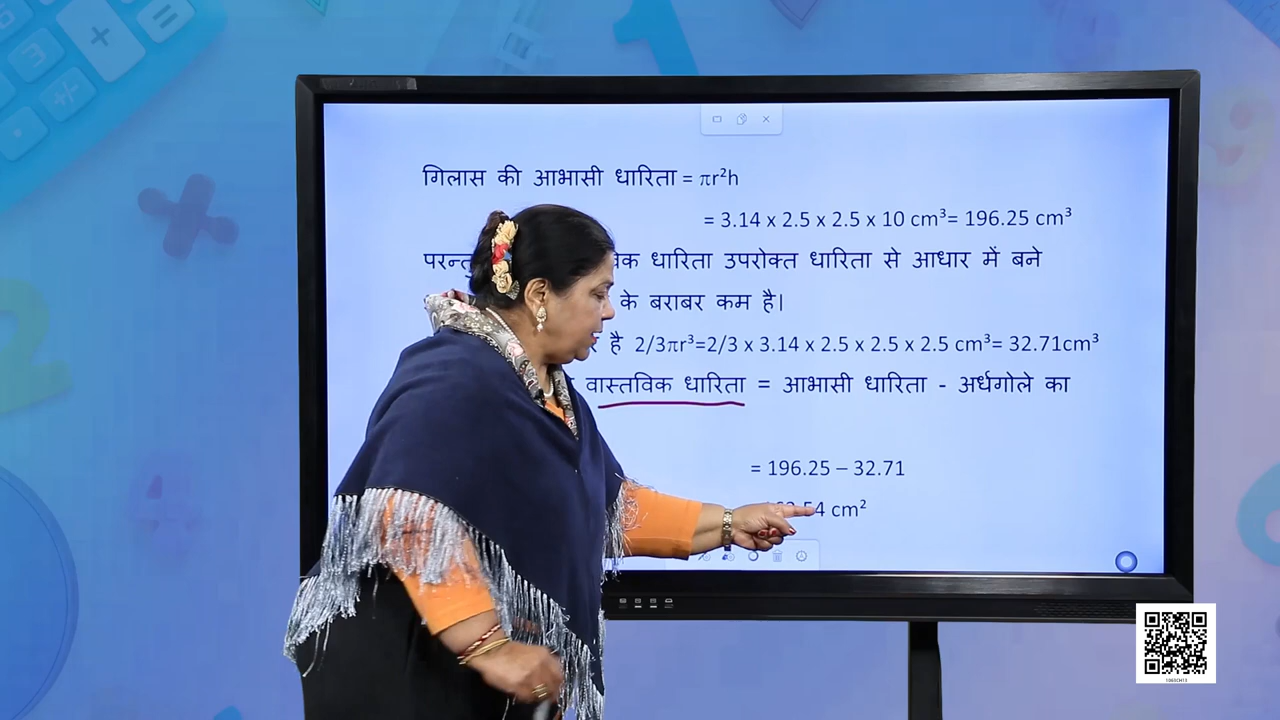 गिलास की आभासी धारिता = πr²h
= 3.14 x 2.5 x 2.5 x 10 cm³= 196.25 cm³
परन्तु धारिता उपरोक्त धारिता से आधार में बने
के बराबर कम है।
है 2/3πr³=2/3 x 3.14 x 2.5 x 2.5 x 2.5 cm³= 32.71cm³
वास्तविक धारिता = आभासी धारिता - अर्धगोले का
= 196.25 – 32.71
cm²